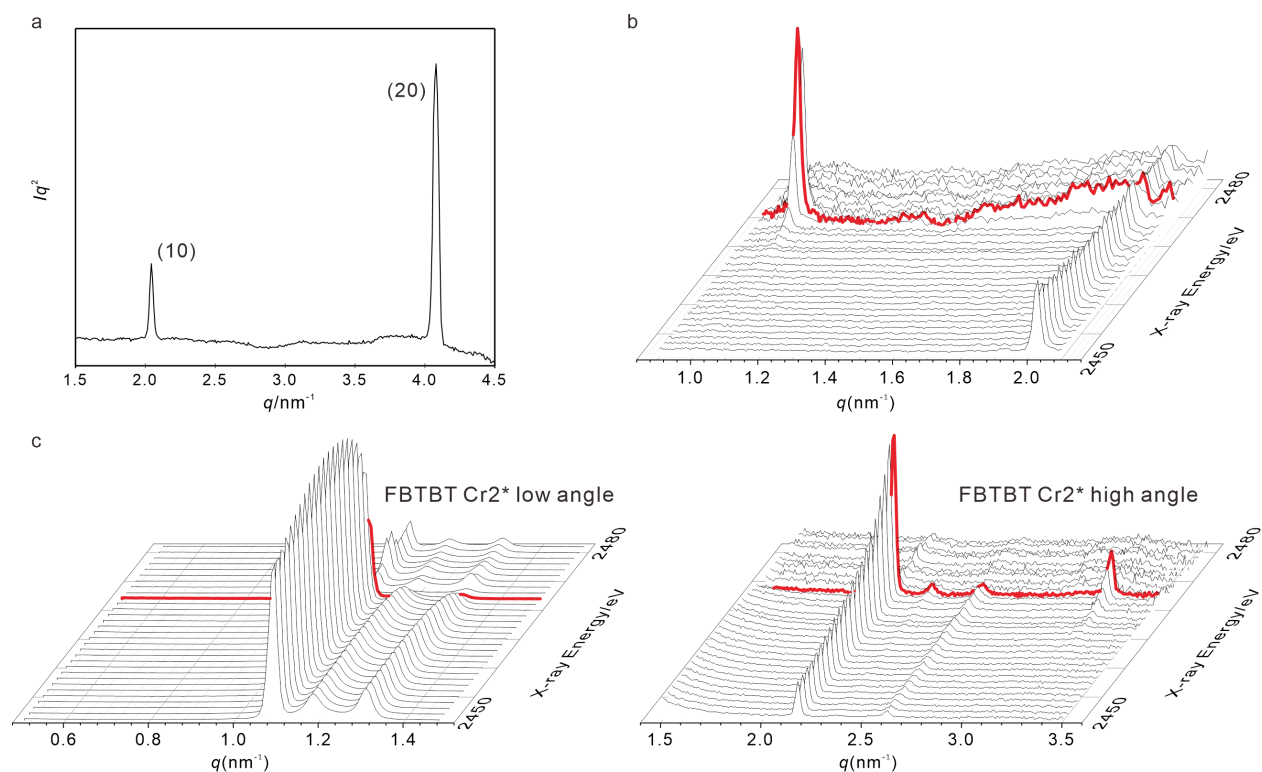 a
(10)
(20)
Iq²
1.5 2.0 2.5 3.0 3.5 4.0 4.5
q/nm⁻¹
b
1.0 1.2 1.4 1.6 1.8 2.0
q(nm⁻¹)
2450
2480
X-ray Energy/eV
c
FBTBT Cr2* low angle
0.6 0.8 1.0 1.2 1.4
q(nm⁻¹)
2450
2480
X-ray Energy/eV
FBTBT Cr2* high angle
1.5 2.0 2.5 3.0 3.5
q(nm⁻¹)
2450
2480
X-ray Energy/eV